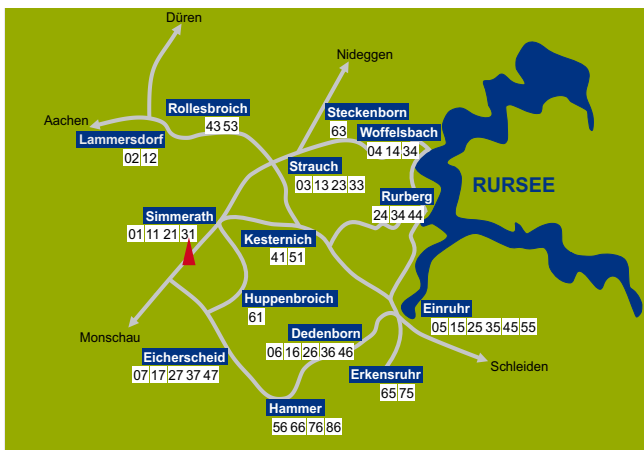 Düren
Nideggen
Aachen
Rollesbroich
43 53
Lammersdorf
02 12
Steckenborn
63
Woffelsbach
04 14 34
Strauch
03 13 23 33
RURSEE
Rurberg
24 34 44
Simmerath
01 11 21 31
Kesternich
41 51
Huppenbroich
61
Einruhr
05 15 25 35 45 55
Monschau
Dedenborn
06 16 26 36 46
Eicherscheid
07 17 27 37 47
Schleiden
Erkensruhr
65 75
Hammer
56 66 76 86